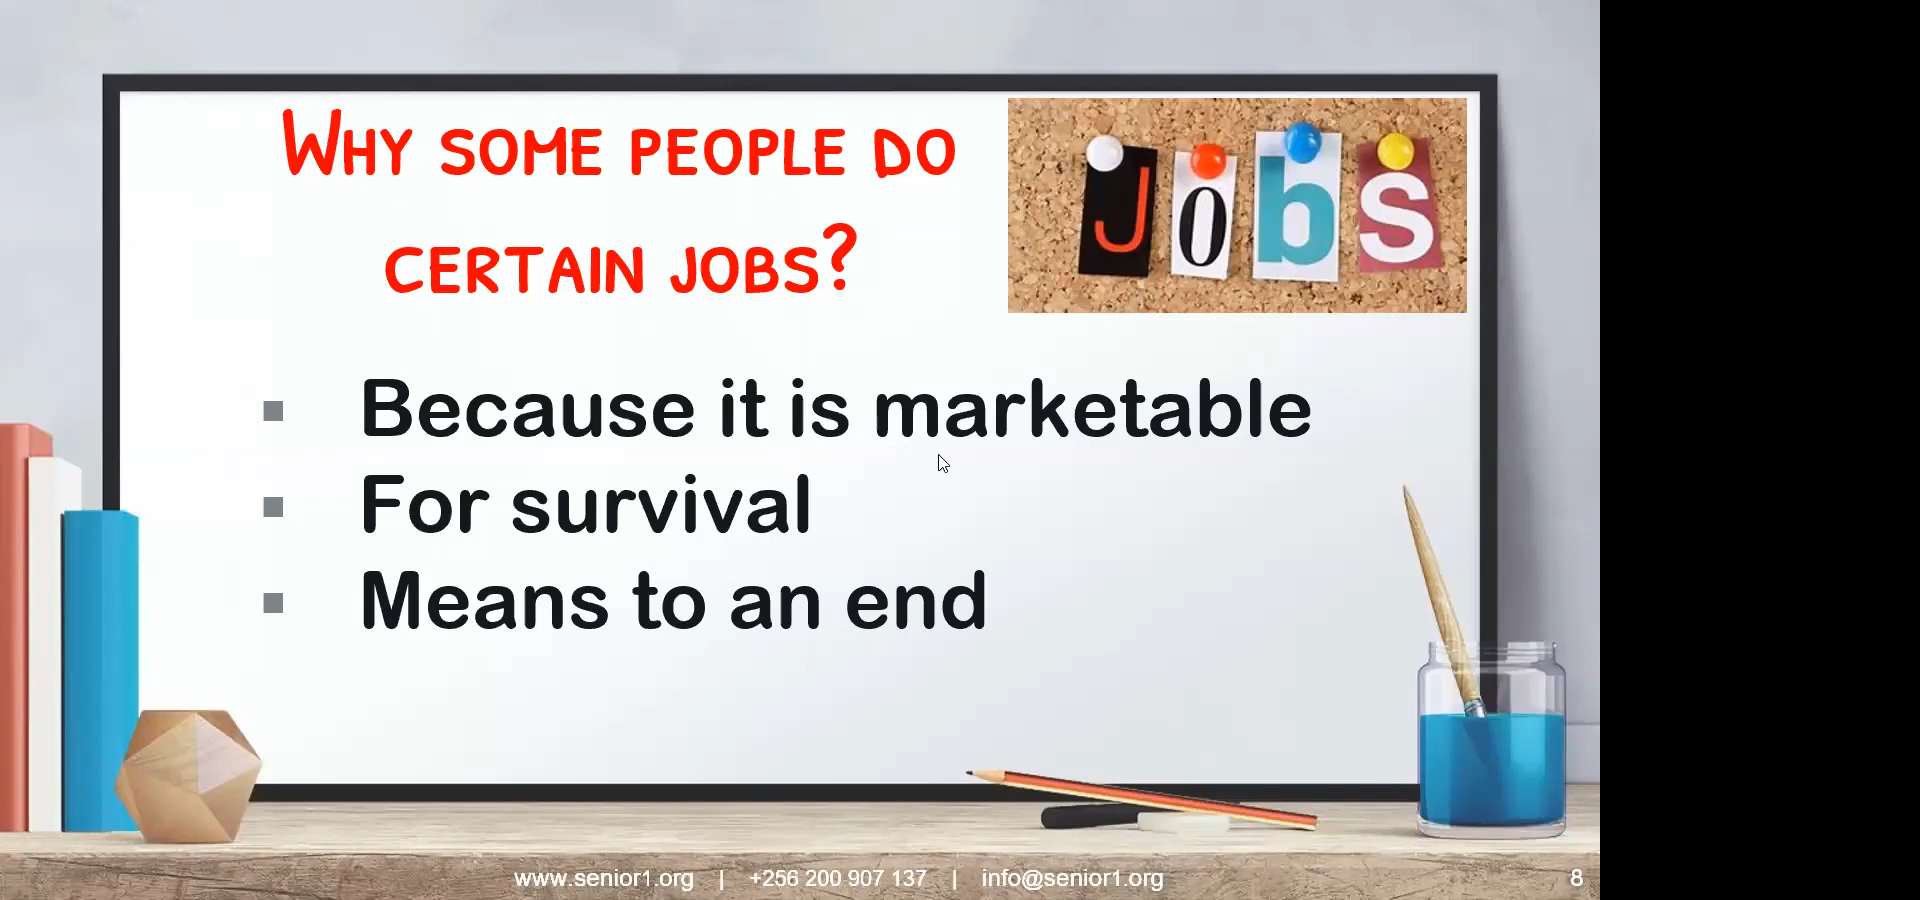 WHY SOME PEOPLE DO
CERTAIN JOBS?
Jobs
▪ Because it is marketable
▪ For survival
▪ Means to an end
www.senior1.org | +256 200 907 137 | info@senior1.org
8